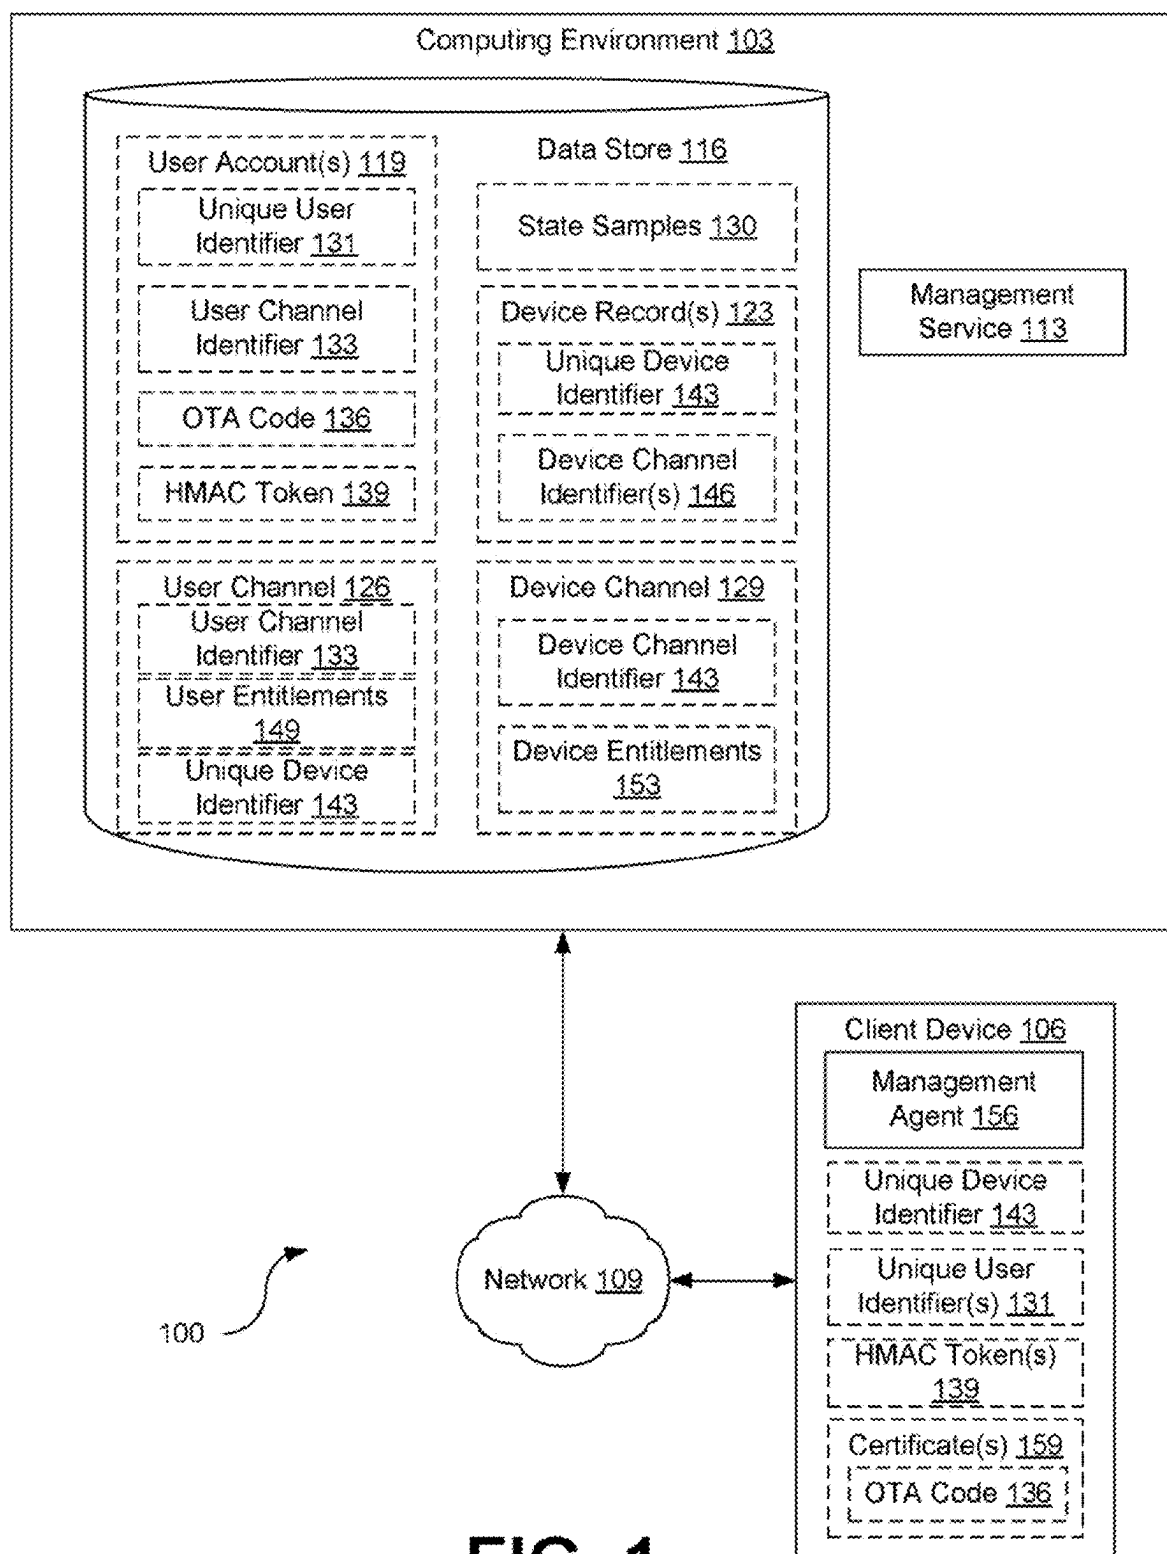 Computing Environment 103
Data Store 116
User Account(s) 119
Unique User
Identifier 131
User Channel
Identifier 133
OTA Code 136
HMAC Token 139
State Samples 130
Device Record(s) 123
Unique Device
Identifier 143
Device Channel
Identifier(s) 146
Management
Service 113
User Channel 126
User Channel
Identifier 133
User Entitlements
149
Unique Device
Identifier 143
Device Channel 129
Device Channel
Identifier 143
Device Entitlements
153
Client Device 106
Management
Agent 156
Unique Device
Identifier 143
Unique User
Identifier(s) 131
HMAC Token(s)
139
Certificate(s) 159
OTA Code 136
Network 109
100
FIG. 1